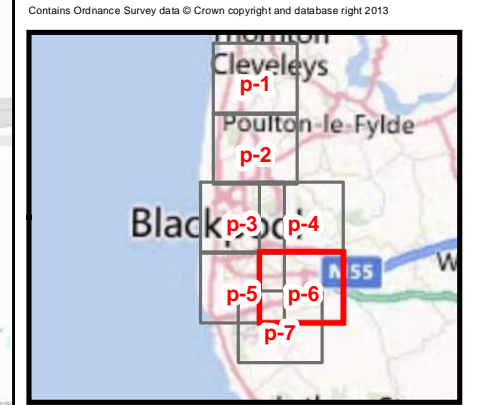 Contains Ordnance Survey data © Crown copyright and database right 2013
Thornton
Cleveleys
p-1
Poulton-le-Fylde
p-2
Blackpool
p-3
p-4
M55
p-5
p-6
p-7